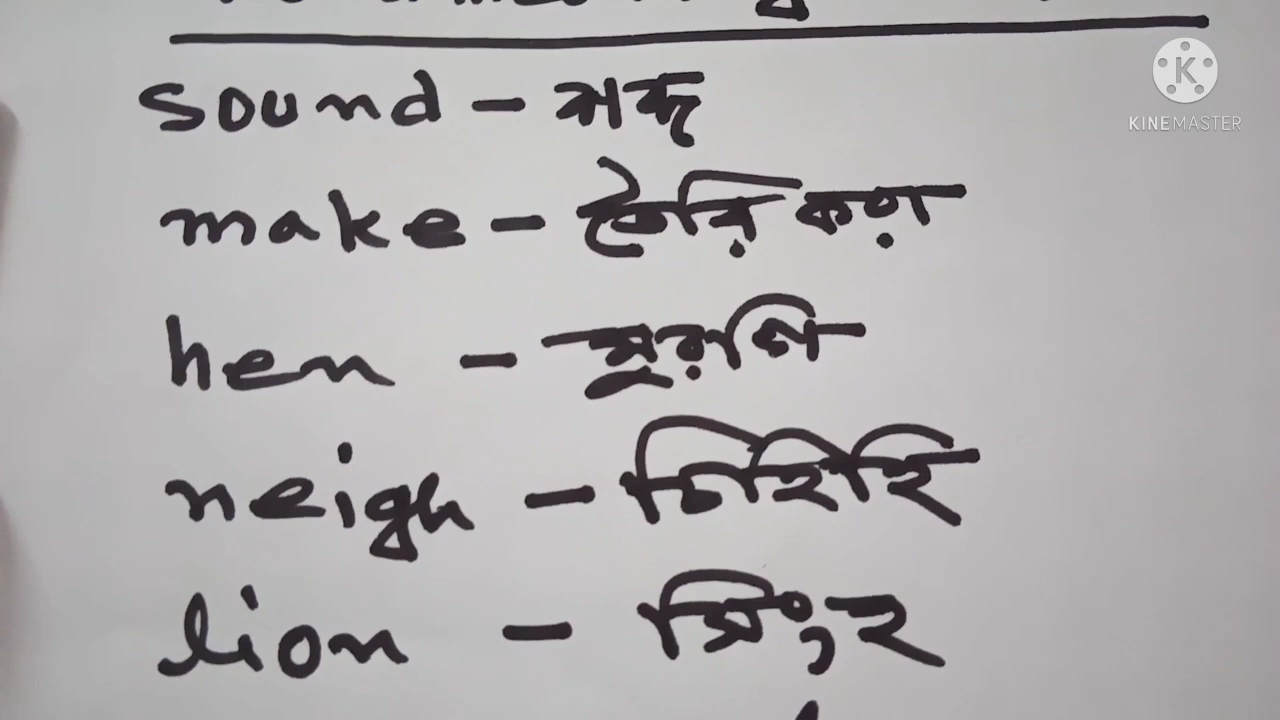 sound - শব্দ
make - তৈরি করা
hen - মুরগি
neigh - চিহিহি
lion - সিংহ
KINEMASTER